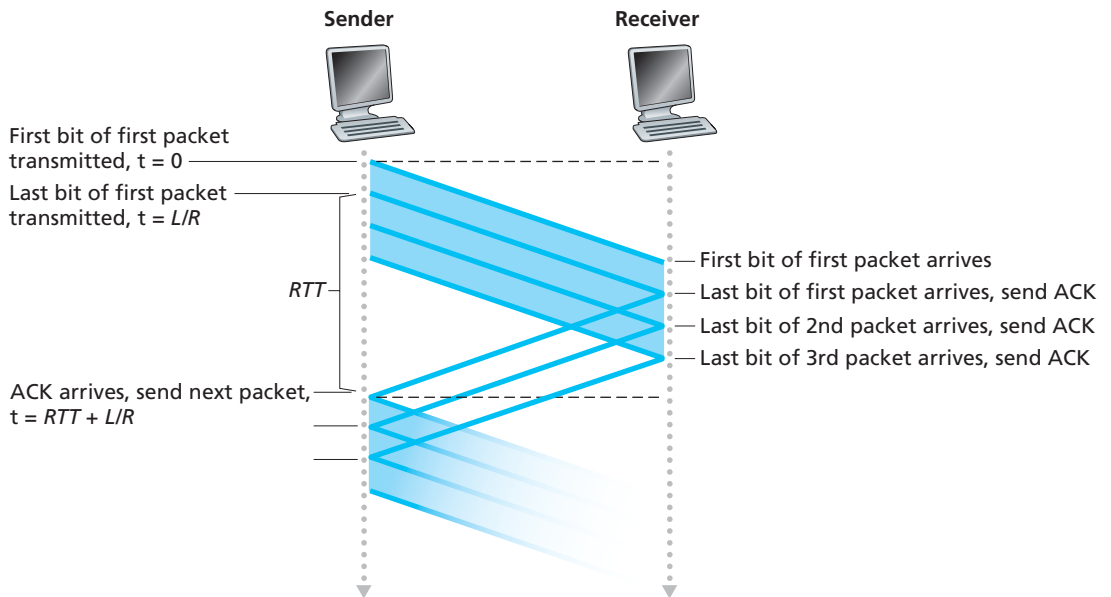 Sender
Receiver
First bit of first packet
transmitted, t = 0
Last bit of first packet
transmitted, t = L/R
RTT
First bit of first packet arrives
Last bit of first packet arrives, send ACK
Last bit of 2nd packet arrives, send ACK
Last bit of 3rd packet arrives, send ACK
ACK arrives, send next packet,
t = RTT + L/R